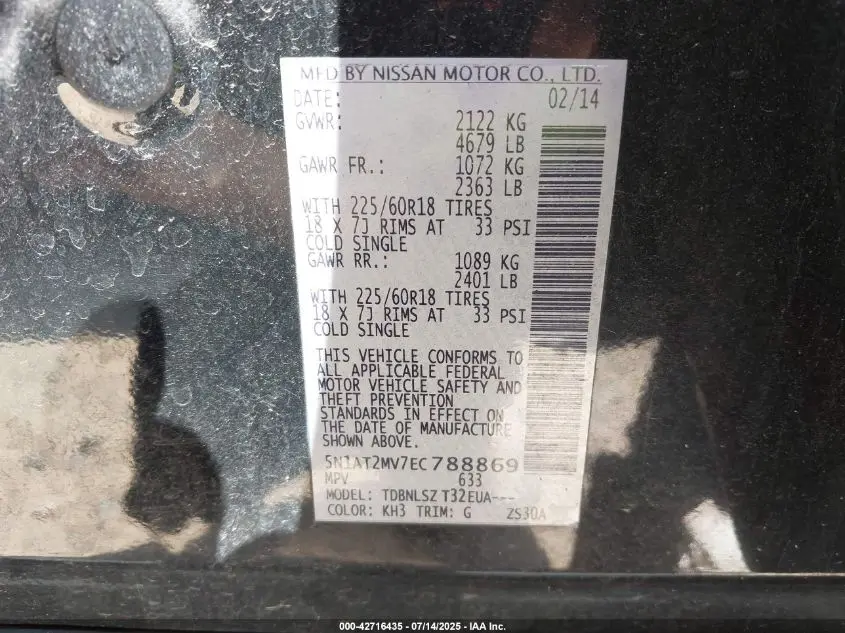 MFD BY NISSAN MOTOR CO., LTD.
DATE: 02/14
GVWR: 2122 KG
4679 LB
GAWR FR.: 1072 KG
2363 LB
WITH 225/60R18 TIRES
18 X 7J RIMS AT 33 PSI
COLD SINGLE
GAWR RR.: 1089 KG
2401 LB
WITH 225/60R18 TIRES
18 X 7J RIMS AT 33 PSI
COLD SINGLE
THIS VEHICLE CONFORMS TO
ALL APPLICABLE FEDERAL
MOTOR VEHICLE SAFETY AND
THEFT PREVENTION
STANDARDS IN EFFECT ON
THE DATE OF MANUFACTURE
SHOWN ABOVE.
5N1AT2MV7EC788869
MPV 633
MODEL: TDBNLSZ T32EUA---
COLOR: KH3 TRIM: G ZS30A
000-42716435 - 07/14/2025 - IAA Inc.